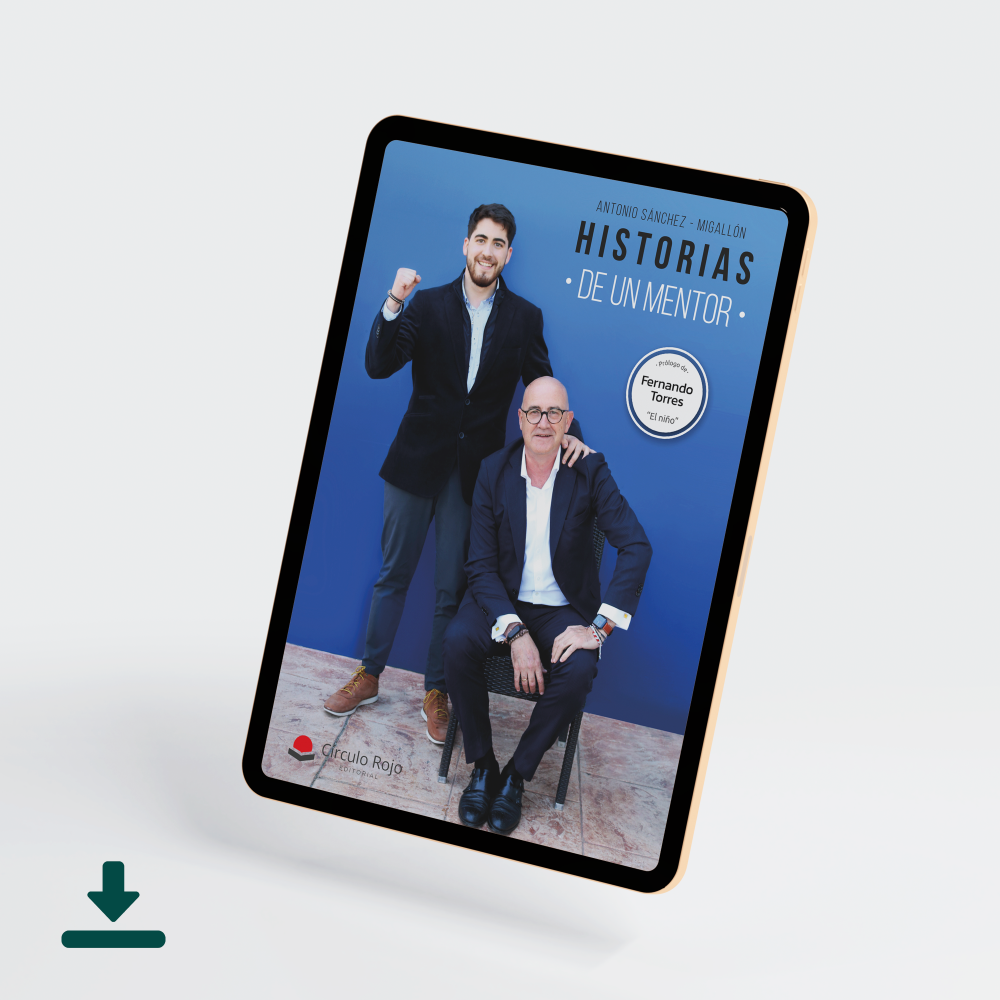 ANTONIO SÁNCHEZ - MIGALLÓN
HISTORIAS
• DE UN MENTOR •
· Prólogo de ·
Fernando
Torres
“El niño”
Círculo Rojo
EDITORIAL